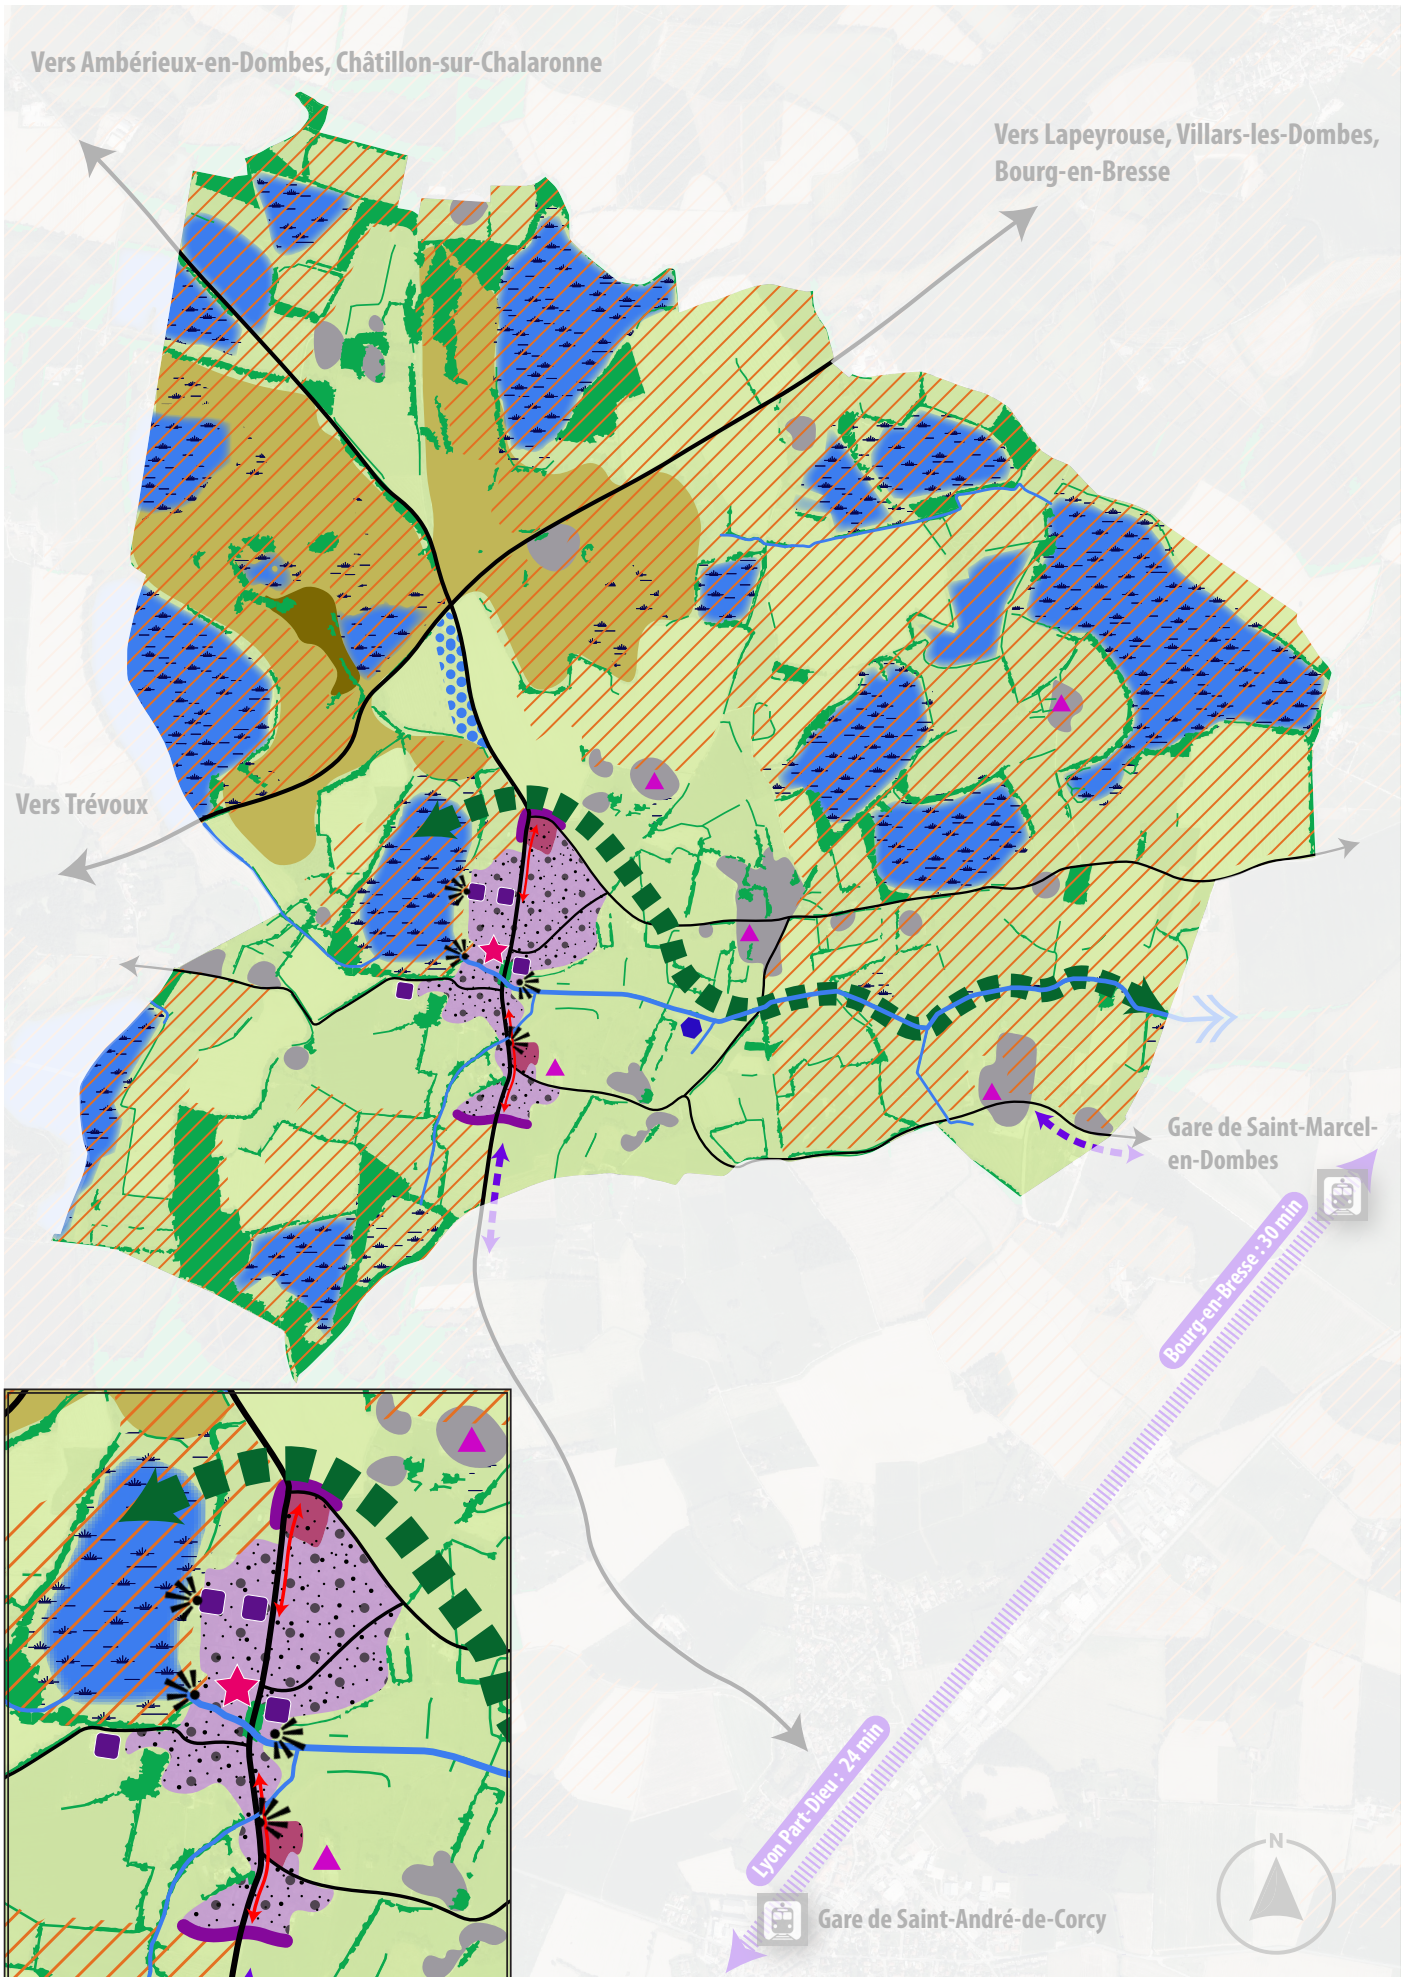 Vers Ambérieux-en-Dombes, Châtillon-sur-Chalaronne
Vers Lapeyrouse, Villars-les-Dombes,
Bourg-en-Bresse
Vers Trévoux
Gare de Saint-Marcel-
en-Dombes
Bourg-en-Bresse : 30 min
Lyon Part-Dieu : 24 min
N
Gare de Saint-André-de-Corcy